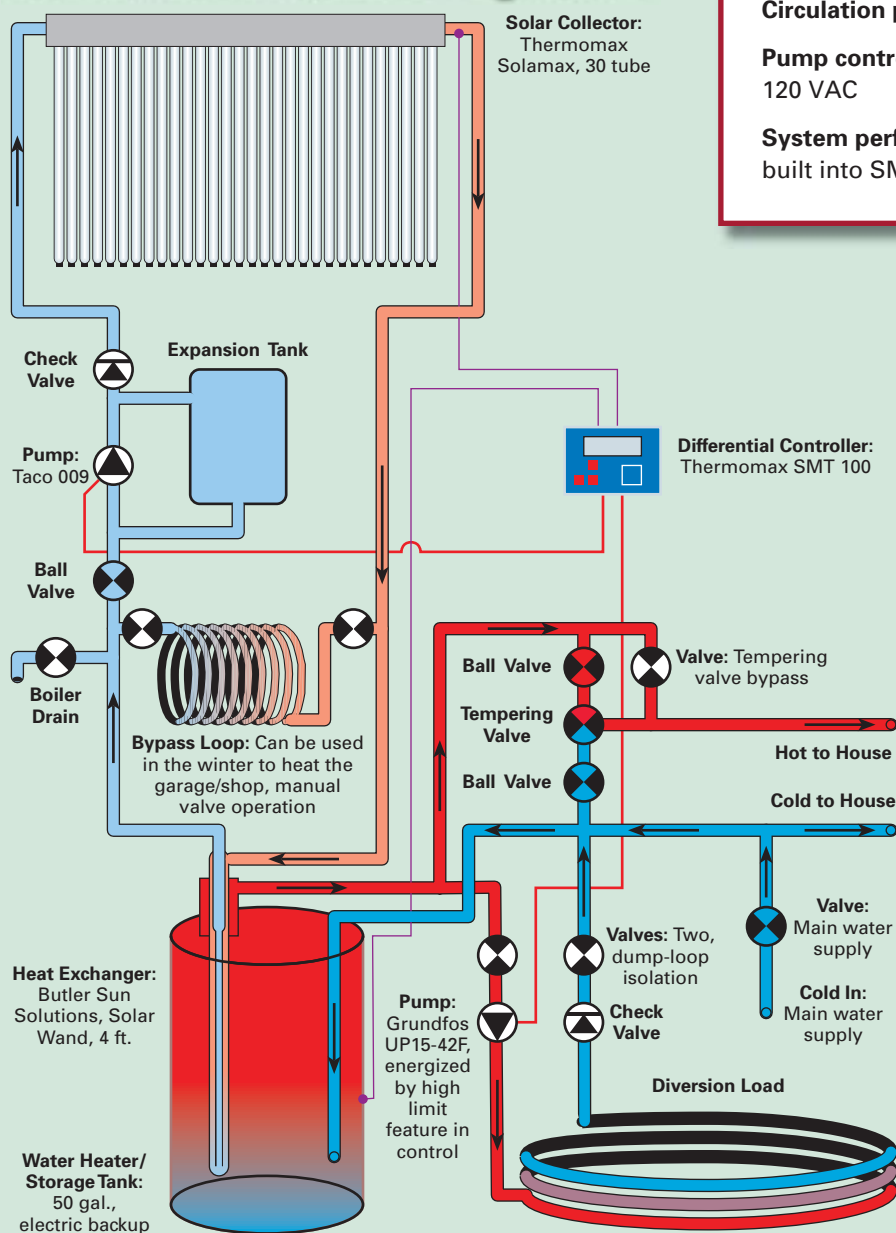 Solar Collector:
Thermomax
Solamax, 30 tube
Circulation
Pump
120 VAC
System
built into
Check
Valve
Expansion Tank
Pump:
Taco 009
Differential Controller:
Thermomax SMT 100
Ball
Valve
Boiler
Drain
Bypass Loop: Can be used
in the winter to heat the
garage/shop, manual
valve operation
Ball Valve
Valve: Tempering
valve bypass
Tempering
Valve
Hot to House
Ball Valve
Cold to House
Valve:
Main water
supply
Valves: Two,
dump-loop
isolation
Heat Exchanger:
Butler Sun
Solutions, Solar
Wand, 4 ft.
Pump:
Grundfos
UP15-42F,
energized
by high
limit
feature in
control
Cold In:
Main water
supply
Check
Valve
Diversion Load
Water Heater/
Storage Tank:
50 gal.,
electric backup